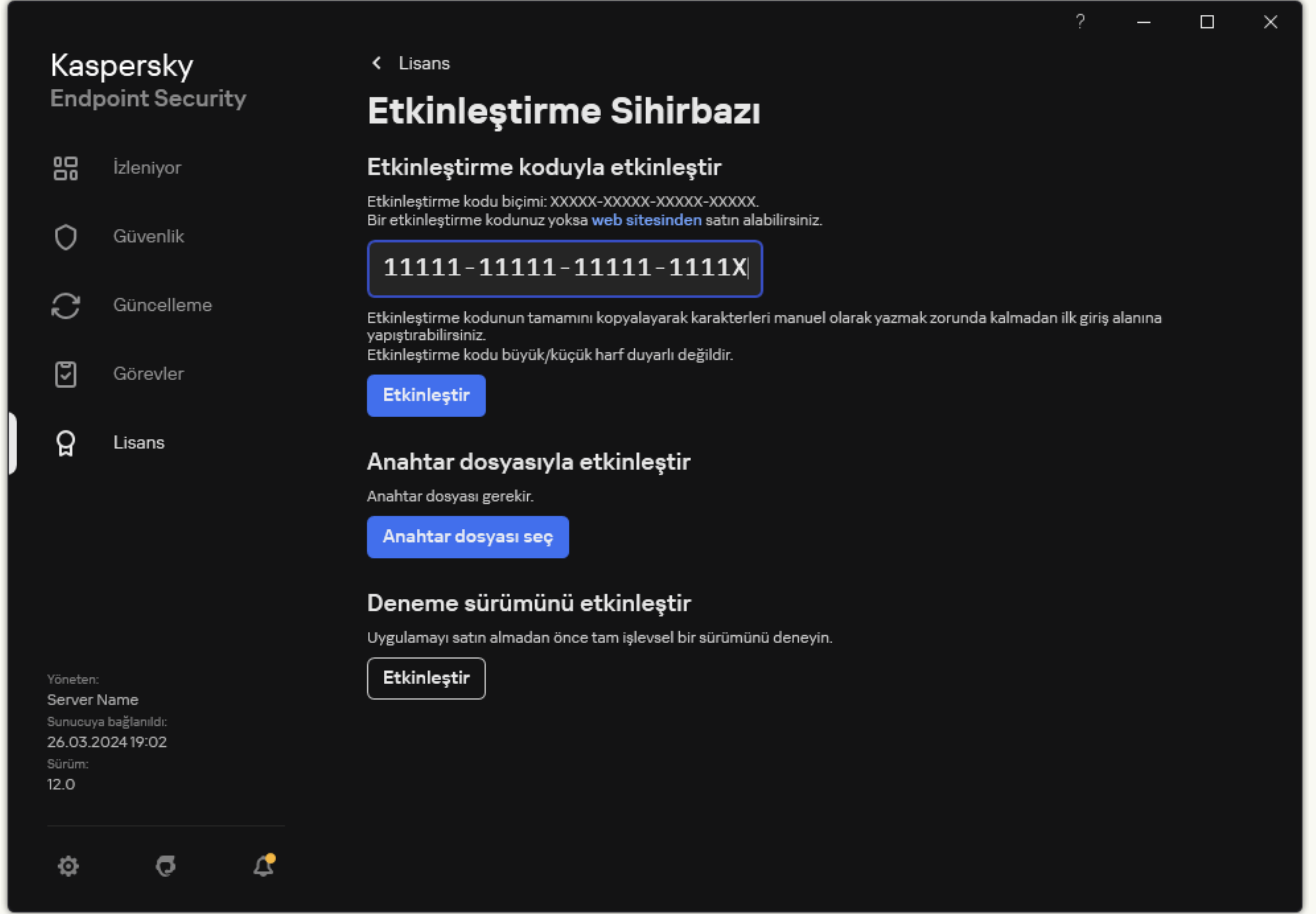 ?
Kaspersky
Endpoint Security
İzleniyor
Güvenlik
Güncelleme
Görevler
Lisans
Yöneten:
Server Name
Sunucuya bağlanıldı:
26.03.2024 19:02
Sürüm:
12.0
Lisans
Etkinleştirme Sihirbazı
Etkinleştirme koduyla etkinleştir
Etkinleştirme kodu biçimi: XXXXX-XXXXX-XXXXX-XXXXX.
Bir etkinleştirme kodunuz yoksa web sitesinden satın alabilirsiniz.
11111-11111-11111-1111X
Etkinleştirme kodunun tamamını kopyalayarak karakterleri manuel olarak yazmak zorunda kalmadan ilk giriş alanına
yapıştırabilirsiniz.
Etkinleştirme kodu büyük/küçük harf duyarlı değildir.
Etkinleştir
Anahtar dosyasıyla etkinleştir
Anahtar dosyası gerekir.
Anahtar dosyası seç
Deneme sürümünü etkinleştir
Uygulamayı satın almadan önce tam işlevsel bir sürümünü deneyin.
Etkinleştir